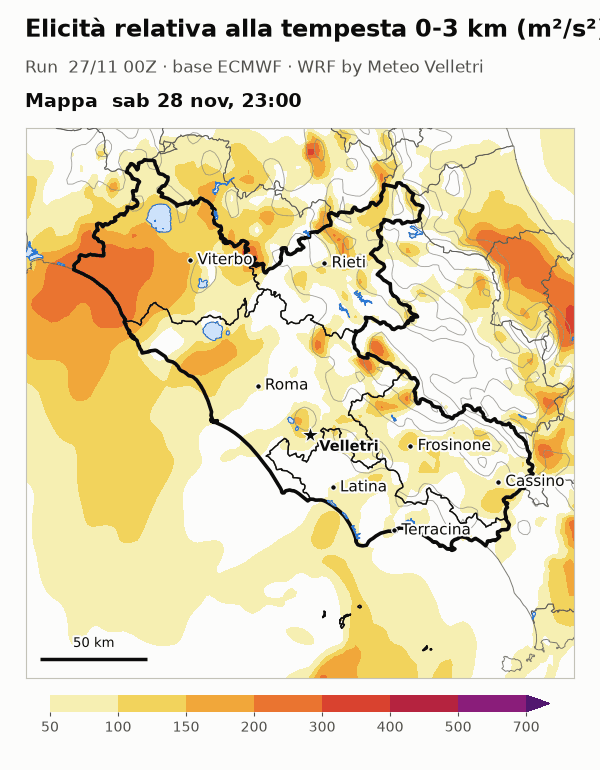 Elicità relativa alla tempesta 0-3 km (m²/s²)
Run 27/11 00Z · base ECMWF · WRF by Meteo Velletri
Mappa sab 28 nov, 23:00
Viterbo
Rieti
Roma
Velletri
Frosinone
Cassino
Latina
Terracina
50 km
50 100 150 200 300 400 500 700